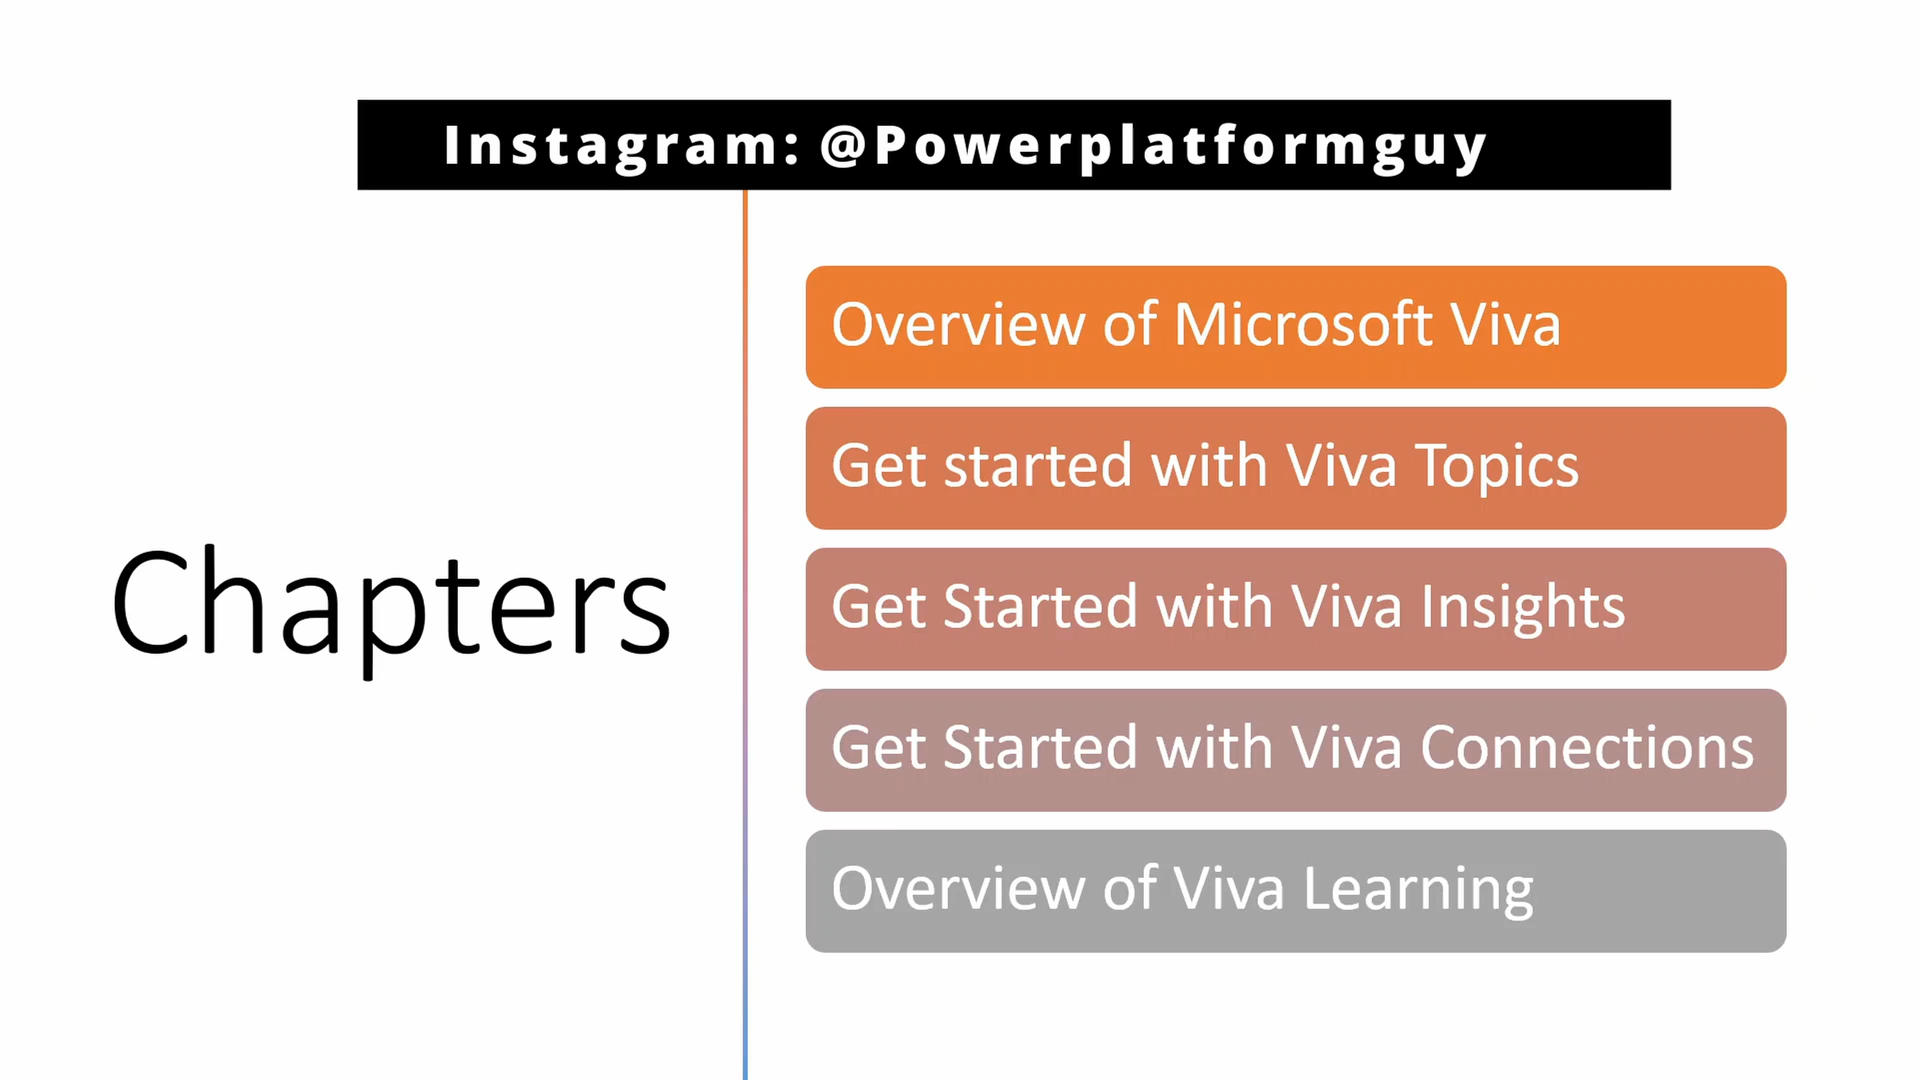 Instagram: @Powerplatformguy
Chapters
Overview of Microsoft Viva
Get started with Viva Topics
Get Started with Viva Insights
Get Started with Viva Connections
Overview of Viva Learning